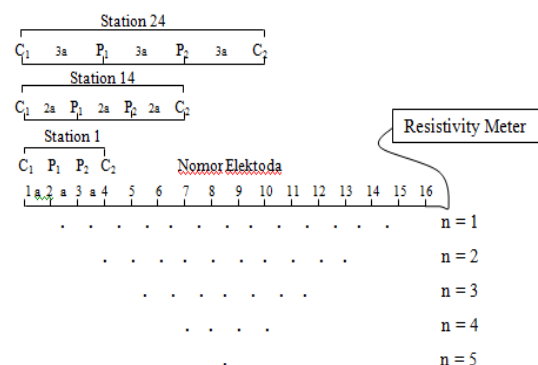 Station 24
C₁ 3a P₁ 3a P₂ 3a C₂
Station 14
C₁ 2a P₁ 2a P₂ 2a C₂
Station 1
C₁ P₁ P₂ C₂
Resistivity Meter
Nomor Elektoda
1 a 2 a 3 a 4 5 6 7 8 9 10 11 12 13 14 15 16
n = 1
n = 2
n = 3
n = 4
n = 5